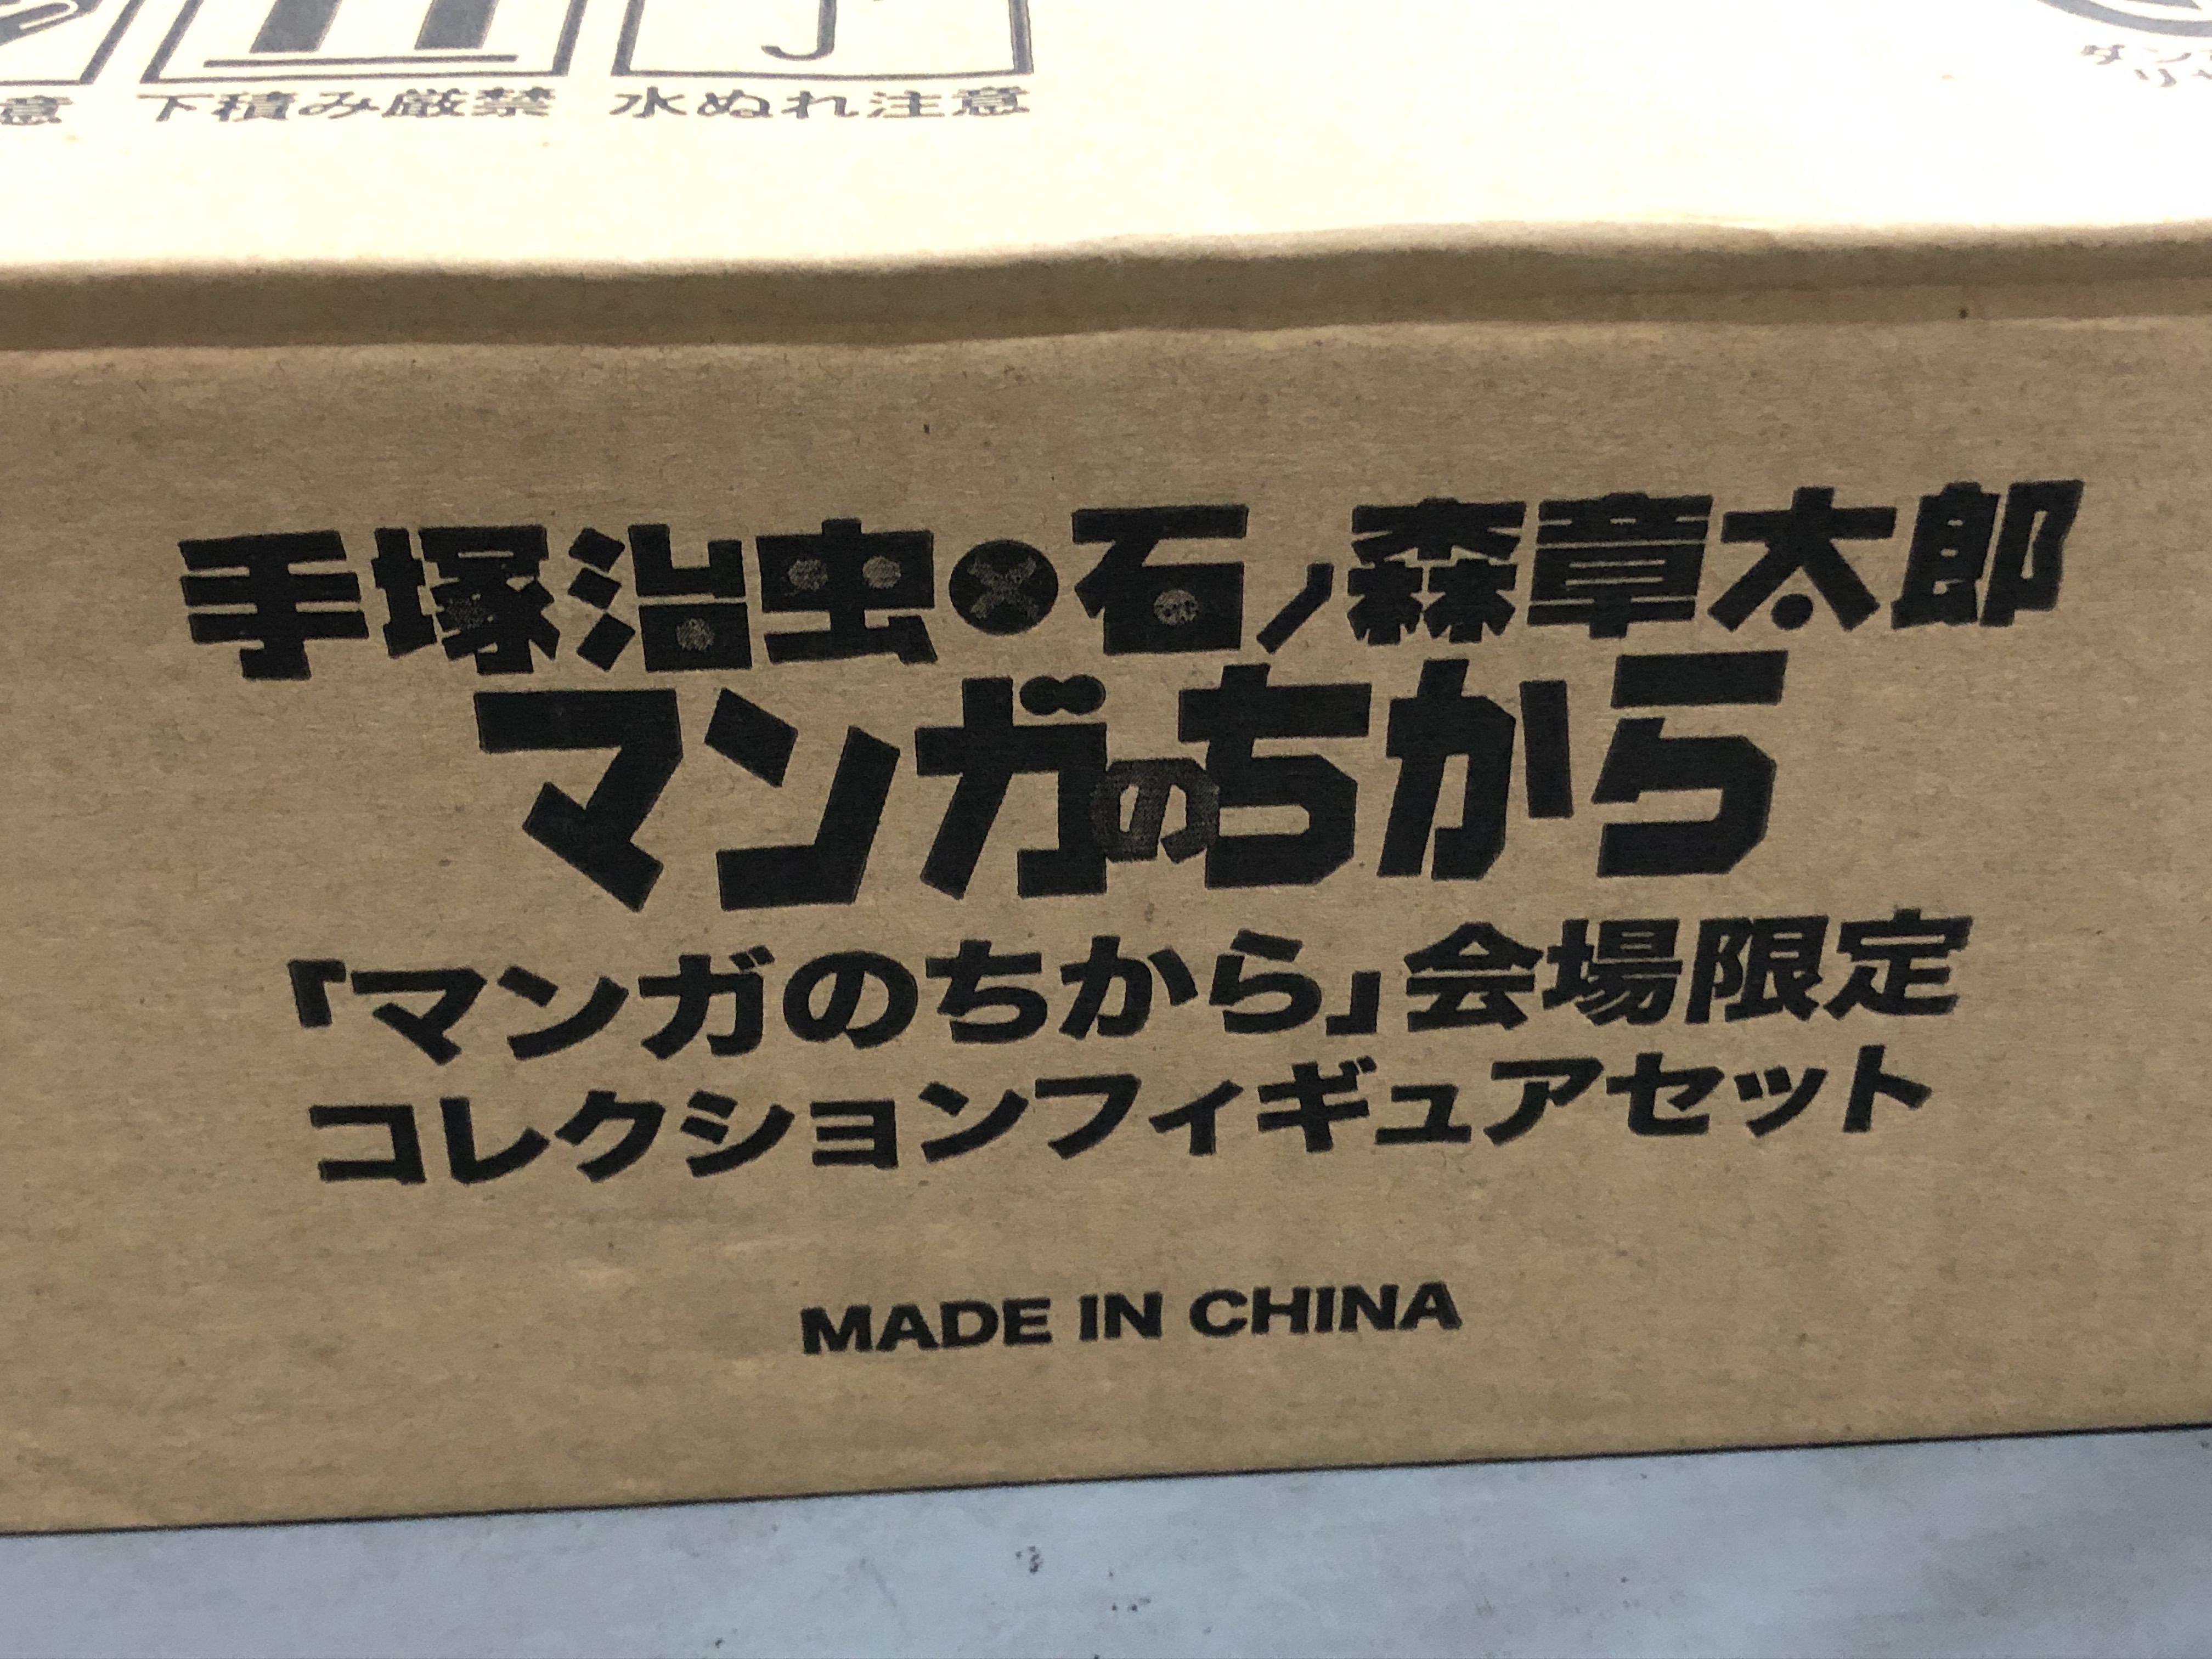 意 下積み厳禁 水ぬれ注意
手塚治虫×石ノ森章太郎
マンガのちから
『マンガのちから』会場限定
コレクションフィギュアセット
MADE IN CHINA